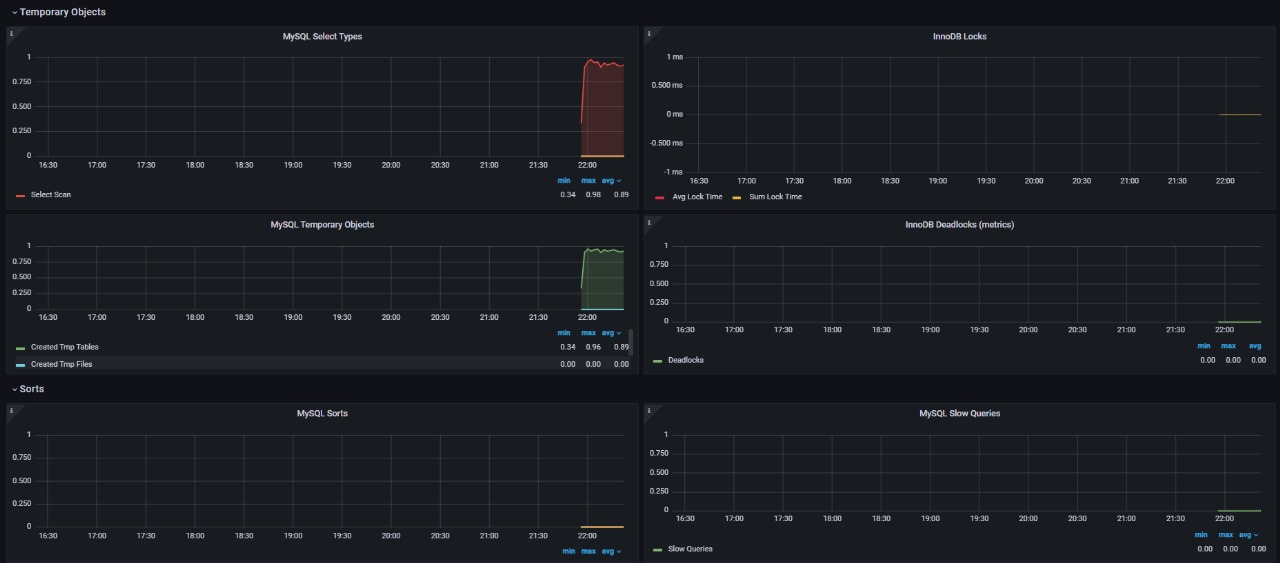 Temporary Objects
MySQL Select Types
1
0.750
0.500
0.250
0
16:30 17:00 17:30 18:00 18:30 19:00 19:30 20:00 20:30 21:00 21:30 22:00
min max avg
Select Scan 0.34 0.98 0.89
InnoDB Locks
1 ms
0.500 ms
0 ms
-0.500 ms
-1 ms
16:30 17:00 17:30 18:00 18:30 19:00 19:30 20:00 20:30 21:00 21:30 22:00
Avg Lock Time Sum Lock Time
MySQL Temporary Objects
1
0.750
0.500
0.250
0
16:30 17:00 17:30 18:00 18:30 19:00 19:30 20:00 20:30 21:00 21:30 22:00
min max avg
Created Tmp Tables 0.34 0.96 0.89
Created Tmp Files 0.00 0.00 0.00
InnoDB Deadlocks (metrics)
1
0.750
0.500
0.250
0
16:30 17:00 17:30 18:00 18:30 19:00 19:30 20:00 20:30 21:00 21:30 22:00
min max avg
Deadlocks 0.00 0.00 0.00
Sorts
MySQL Sorts
1
0.750
0.500
0.250
0
16:30 17:00 17:30 18:00 18:30 19:00 19:30 20:00 20:30 21:00 21:30 22:00
min max avg
MySQL Slow Queries
1
0.750
0.500
0.250
0
16:30 17:00 17:30 18:00 18:30 19:00 19:30 20:00 20:30 21:00 21:30 22:00
min max avg
Slow Queries 0.00 0.00 0.00